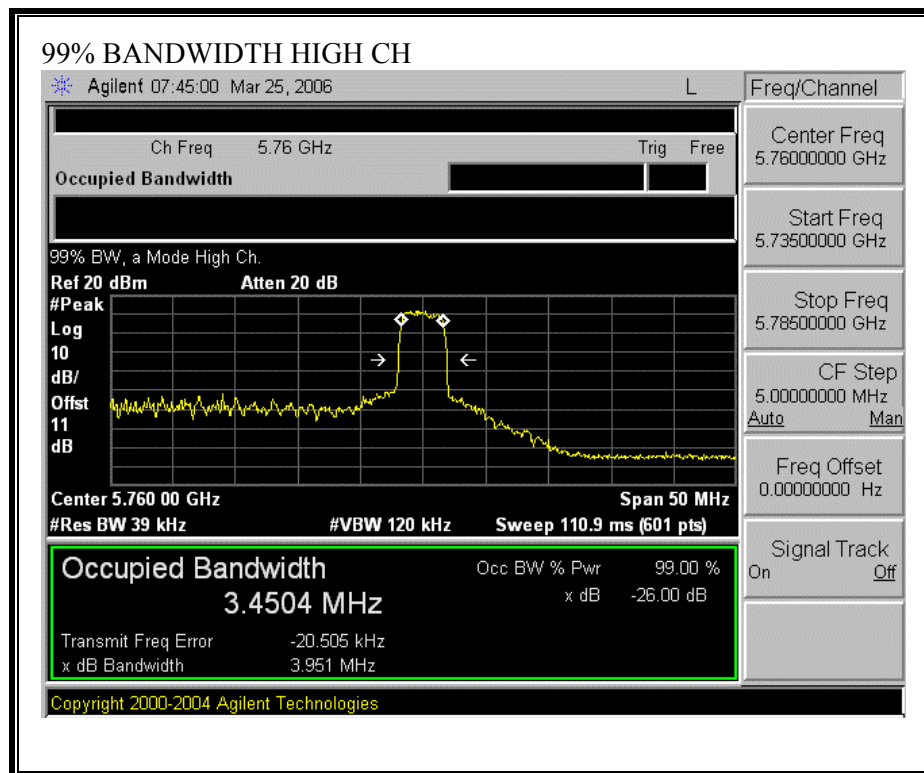 99% BANDWIDTH HIGH CH
Agilent 07:45:00 Mar 25, 2006 L
Freq/Channel
Ch Freq 5.76 GHz Trig Free
Occupied Bandwidth
Center Freq
5.76000000 GHz
Start Freq
5.73500000 GHz
Stop Freq
5.78500000 GHz
CF Step
5.00000000 MHz
Auto Man
Freq Offset
0.00000000 Hz
Signal Track
On Off
99% BW, a Mode High Ch.
Ref 20 dBm Atten 20 dB
#Peak
Log
10
dB/
Offst
11
dB
Center 5.760 00 GHz Span 50 MHz
#Res BW 39 kHz #VBW 120 kHz Sweep 110.9 ms (601 pts)
Occupied Bandwidth Occ BW % Pwr 99.00 %
3.4504 MHz x dB -26.00 dB
Transmit Freq Error -20.505 kHz
x dB Bandwidth 3.951 MHz
Copyright 2000-2004 Agilent Technologies